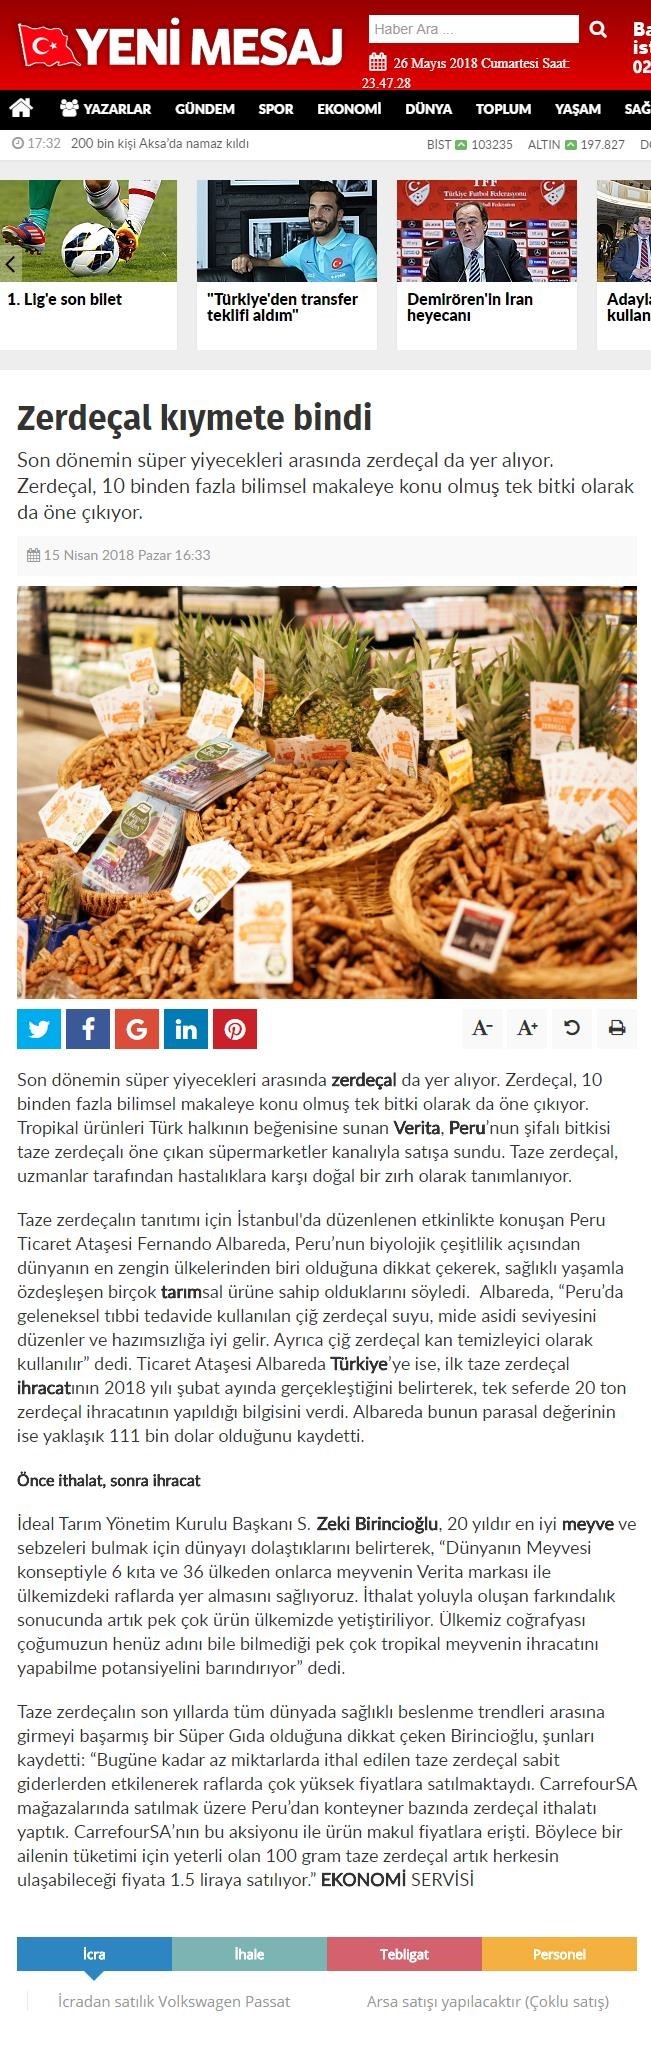 YENİ MESAJ
Haber Ara ...
26 Mayıs 2018 Cumartesi Saat:
23.47.28
YAZARLAR GÜNDEM SPOR EKONOMİ DÜNYA TOPLUM YAŞAM
17:32 200 bin kişi Aksa'da namaz kıldı BİST 103235 ALTIN 197.827
1. Lig'e son bilet
"Türkiye'den transfer
teklifi aldım"
Türkiye Futbol Federasyonu
Demirören'in İran
heyecanı
Zerdeçal kıymete bindi
Son dönemin süper yiyecekleri arasında zerdeçal da yer alıyor.
Zerdeçal, 10 binden fazla bilimsel makaleye konu olmuş tek bitki olarak
da öne çıkıyor.
15 Nisan 2018 Pazar 16:33
A- A+
Son dönemin süper yiyecekleri arasında zerdeçal da yer alıyor. Zerdeçal, 10
binden fazla bilimsel makaleye konu olmuş tek bitki olarak da öne çıkıyor.
Tropikal ürünleri Türk halkının beğenisine sunan Verita, Peru'nun şifalı bitkisi
taze zerdeçalı öne çıkan süpermarketler kanalıyla satışa sundu. Taze zerdeçal,
uzmanlar tarafından hastalıklara karşı doğal bir zırh olarak tanımlanıyor.
Taze zerdeçalın tanıtımı için İstanbul'da düzenlenen etkinlikte konuşan Peru
Ticaret Ataşesi Fernando Albareda, Peru'nun biyolojik çeşitlilik açısından
dünyanın en zengin ülkelerinden biri olduğuna dikkat çekerek, sağlıklı yaşamla
özdeşleşen birçok tarımsal ürüne sahip olduklarını söyledi. Albareda, “Peru'da
geleneksel tıbbi tedavide kullanılan çiğ zerdeçal suyu, mide asidi seviyesini
düzenler ve hazımsızlığa iyi gelir. Ayrıca çiğ zerdeçal kan temizleyici olarak
kullanılır” dedi. Ticaret Ataşesi Albareda Türkiye'ye ise, ilk taze zerdeçal
ihracatının 2018 yılı şubat ayında gerçekleştiğini belirterek, tek seferde 20 ton
zerdeçal ihracatının yapıldığı bilgisini verdi. Albareda bunun parasal değerinin
ise yaklaşık 111 bin dolar olduğunu kaydetti.
Önce ithalat, sonra ihracat
İdeal Tarım Yönetim Kurulu Başkanı S. Zeki Birincioğlu, 20 yıldır en iyi meyve ve
sebzeleri bulmak için dünyayı dolaştıklarını belirterek, “Dünyanın Meyvesi
konseptiyle 6 kıta ve 36 ülkeden onlarca meyvenin Verita markası ile
ülkemizdeki raflarda yer almasını sağlıyoruz. İthalat yoluyla oluşan farkındalık
sonucunda artık pek çok ürün ülkemizde yetiştiriliyor. Ülkemiz coğrafyası
çoğumuzun henüz adını bile bilmediği pek çok tropikal meyvenin ihracatını
yapabilme potansiyelini barındırıyor” dedi.
Taze zerdeçalın son yıllarda tüm dünyada sağlıklı beslenme trendleri arasına
girmeyi başarmış bir Süper Gıda olduğuna dikkat çeken Birincioğlu, şunları
kaydetti: “Bugüne kadar az miktarlarda ithal edilen taze zerdeçal sabit
giderlerden etkilenerek raflarda çok yüksek fiyatlara satılmaktaydı. CarrefourSA
mağazalarında satılmak üzere Peru'dan konteyner bazında zerdeçal ithalatı
yaptık. CarrefourSA'nın bu aksiyonu ile ürün makul fiyatlara erişti. Böylece bir
ailenin tüketimi için yeterli olan 100 gram taze zerdeçal artık herkesin
ulaşabileceği fiyata 1.5 liraya satılıyor.” EKONOMİ SERVİSİ
İcra İhale Tebligat Personel
İcradan satılık Volkswagen Passat Arsa satışı yapılacaktır (Çoklu satış)